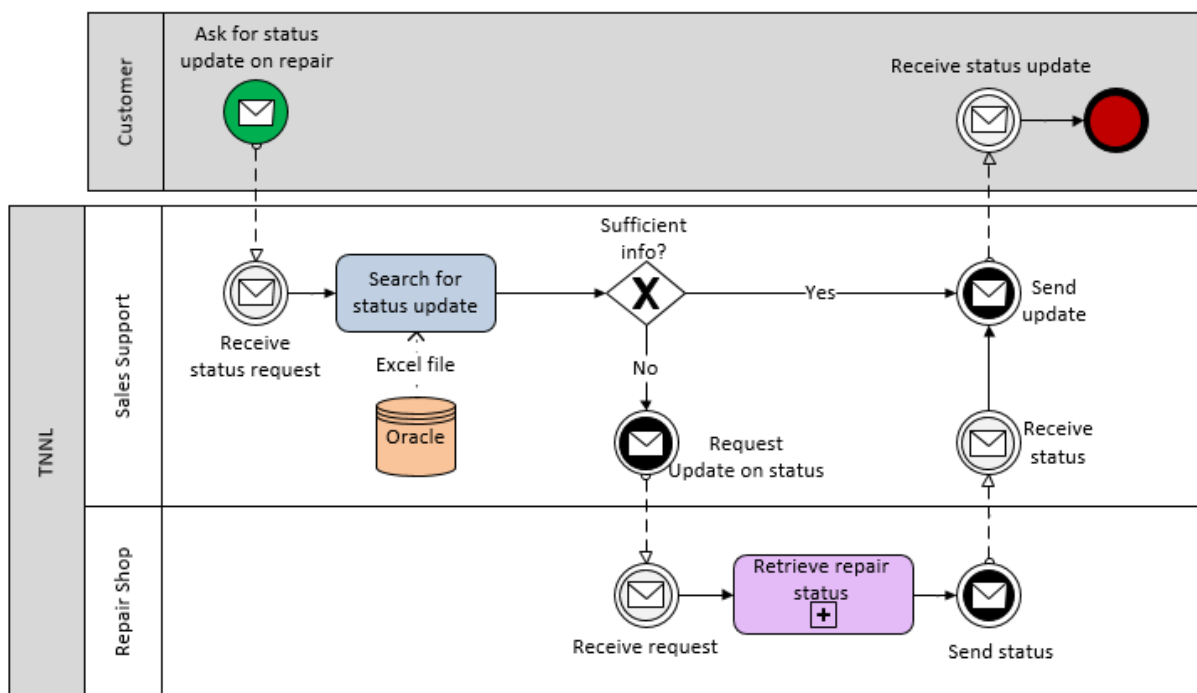 Customer
Ask for status
update on repair
Receive status update
TNNL
Sales Support
Receive
status request
Search for
status update
Excel file
Oracle
Sufficient
info?
X
Yes
No
Request
Update on status
Send
update
Receive
status
Repair Shop
Receive request
Retrieve repair
status
Send status